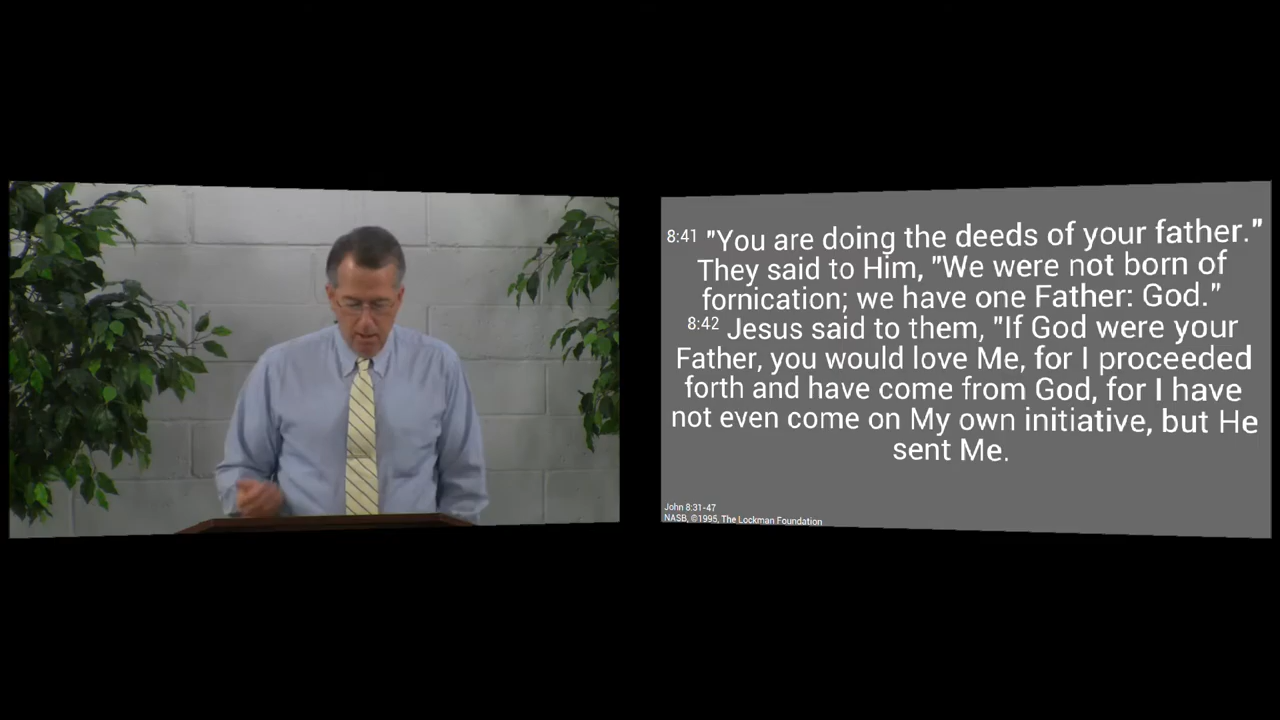 8:41 "You are doing the deeds of your father."
They said to Him, "We were not born of
fornication; we have one Father: God."
8:42 Jesus said to them, "If God were your
Father, you would love Me, for I proceeded
forth and have come from God, for I have
not even come on My own initiative, but He
sent Me.
John 8:31-47
NASB, ©1995, The Lockman Foundation